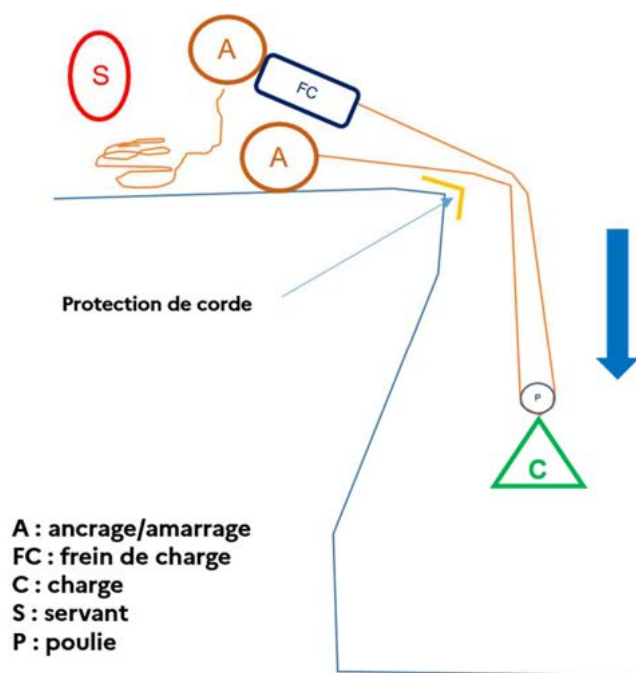 A
S
FC
A
Protection de corde
P
C
A : ancrage/amarrage
FC : frein de charge
C : charge
S : servant
P : poulie